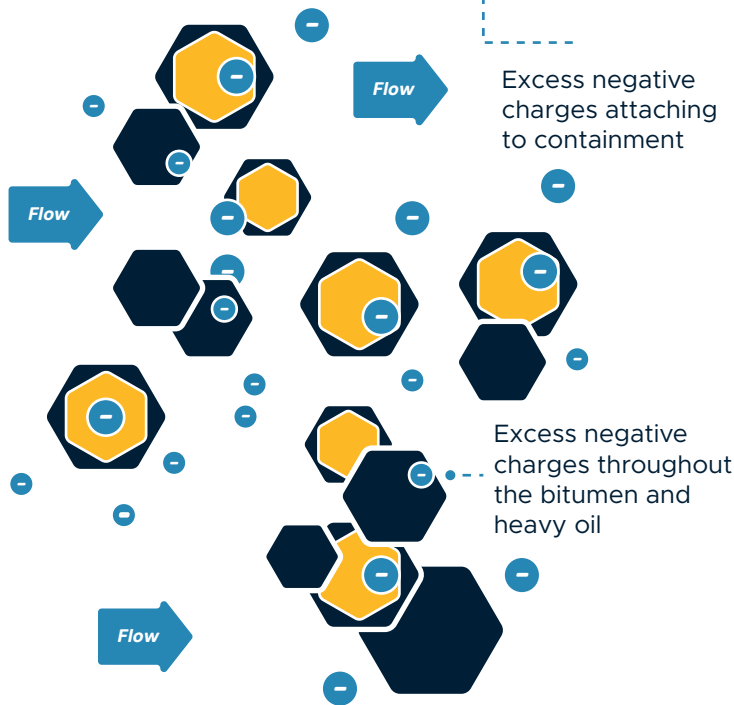 Flow
Excess negative
charges attaching
to containment
Flow
Excess negative
charges throughout
the bitumen and
heavy oil
Flow